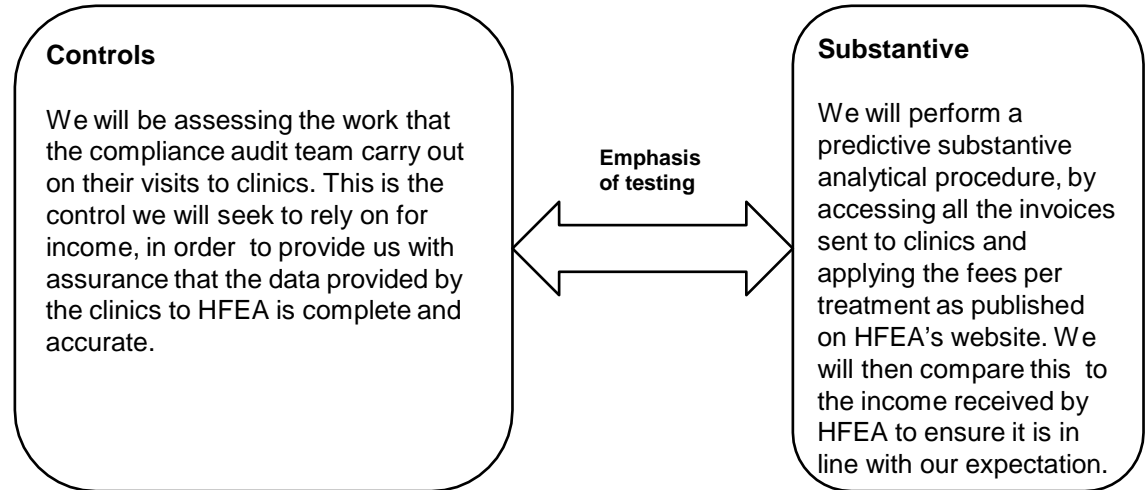 Controls
We will be assessing the work that
the compliance audit team carry out
on their visits to clinics. This is the
control we will seek to rely on for
income, in order to provide us with
assurance that the data provided by
the clinics to HFEA is complete and
accurate.
Emphasis
of testing
Substantive
We will perform a
predictive substantive
analytical procedure, by
accessing all the invoices
sent to clinics and
applying the fees per
treatment as published
on HFEA’s website. We
will then compare this to
the income received by
HFEA to ensure it is in
line with our expectation.